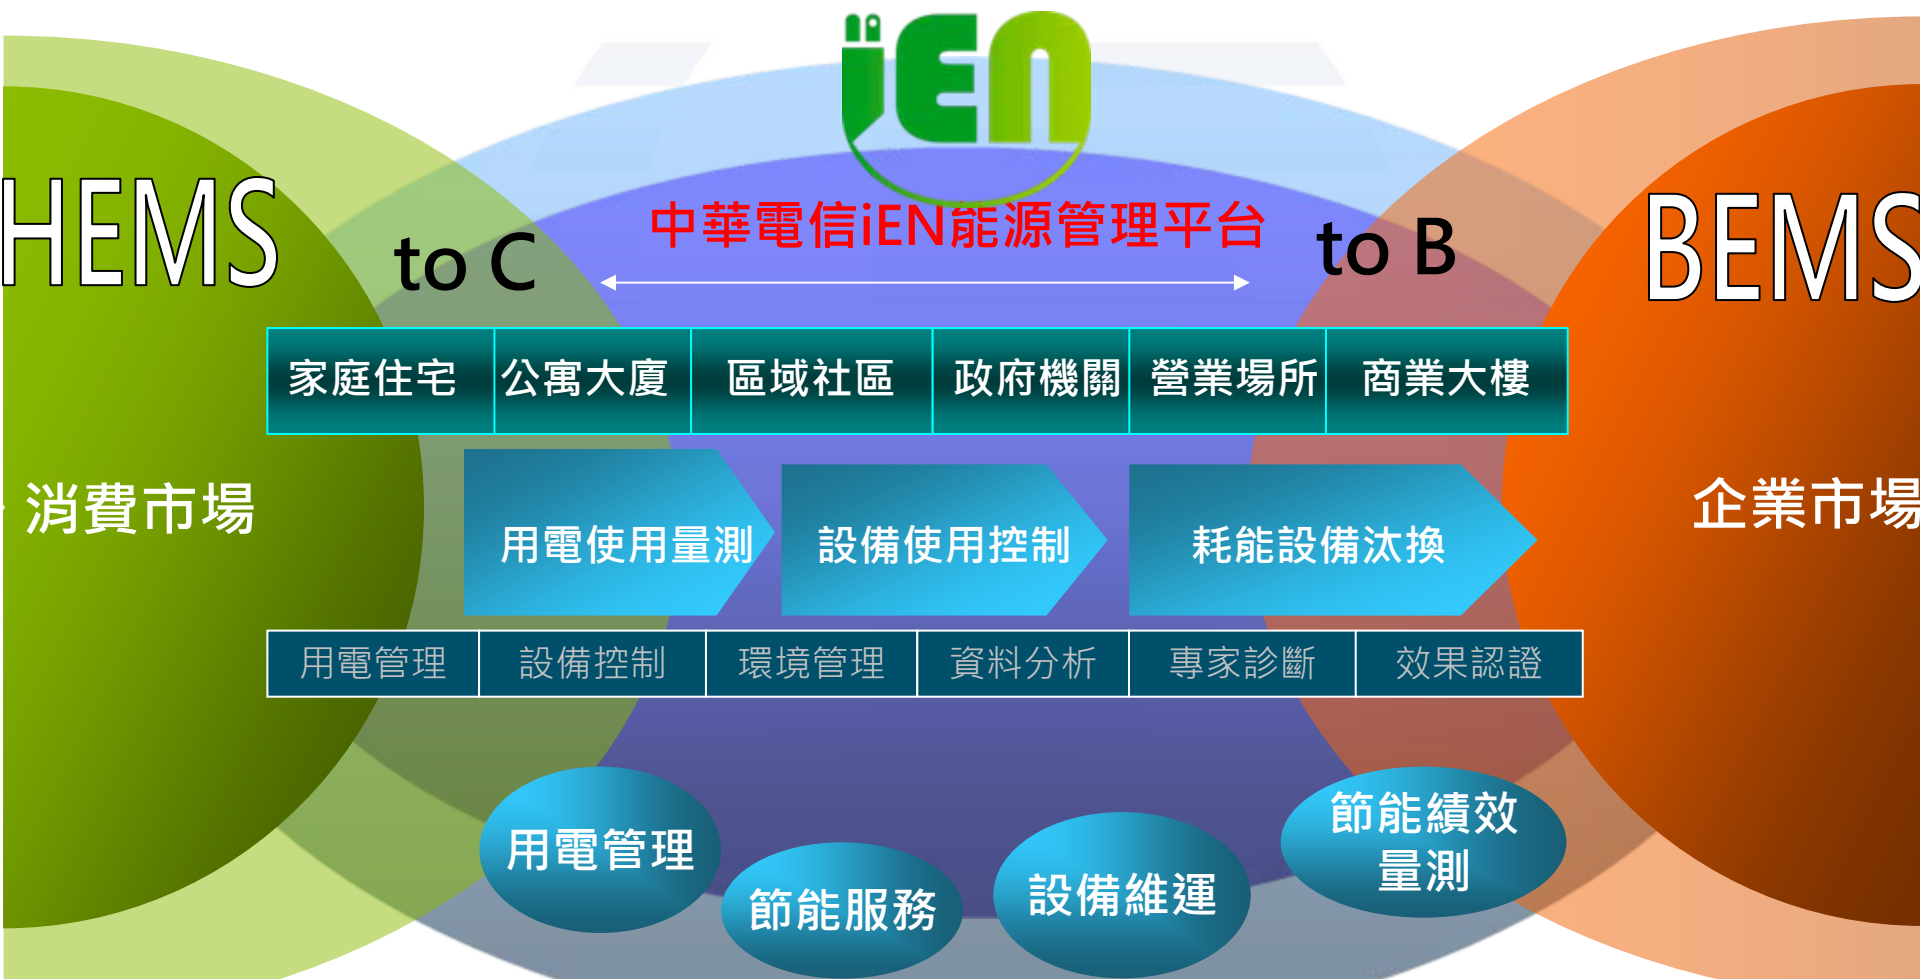 iEN
中華電信iEN能源管理平台
HEMS
to C
to B
BEMS
家庭住宅
公寓大廈
區域社區
政府機關
營業場所
商業大樓
消費市場
企業市場
用電使用量測
設備使用控制
耗能設備汰換
用電管理
設備控制
環境管理
資料分析
專家診斷
效果認證
用電管理
節能服務
設備維運
節能績效
量測